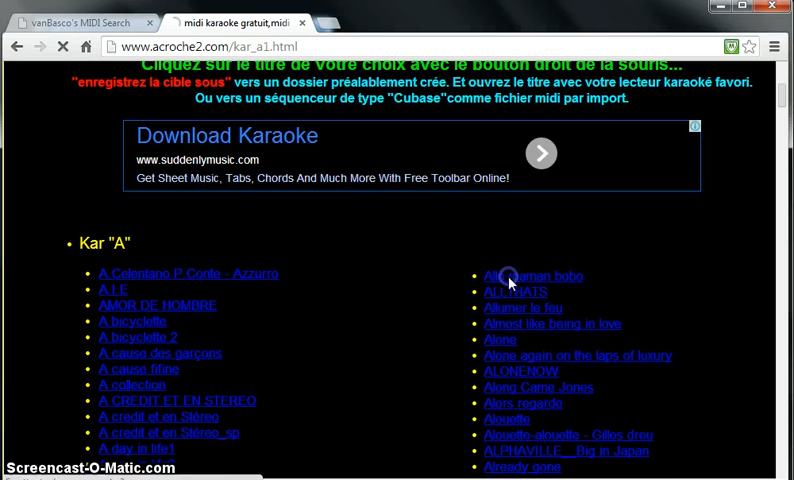 vanBasco's MIDI Search
midi karaoke gratuit,midi
www.acroche2.com/kar_a1.html
Cliquez sur le titre de votre choix avec le bouton droit de la souris...
"enregistrez la cible sous" vers un dossier préalablement crée. Et ouvrez le titre avec votre lecteur karaoké favori.
Ou vers un séquenceur de type "Cubase"comme fichier midi par import.
Download Karaoke
www.suddenlymusic.com
Get Sheet Music, Tabs, Chords And Much More With Free Toolbar Online!
Kar "A"
A Celentano P Conte - Azzurro
A LE
AMOR DE HOMBRE
A bicyclette
A bicyclette 2
A cause des garçons
A cause fifine
A collection
A CREDIT ET EN STEREO
A credit et en Stéreo
A credit et en Stéreo_sp
A day in life1
Allo maman bobo
ALLTHATS
Allumer le feu
Almost like being in love
Alone
Alone again on the laps of luxury
ALONENOW
Along Came Jones
Alors regarde
Alouette
Alouette-alouette - Gilles dreu
ALPHAVILLE__Big in Japan
Already gone
Screencast-O-Matic.com